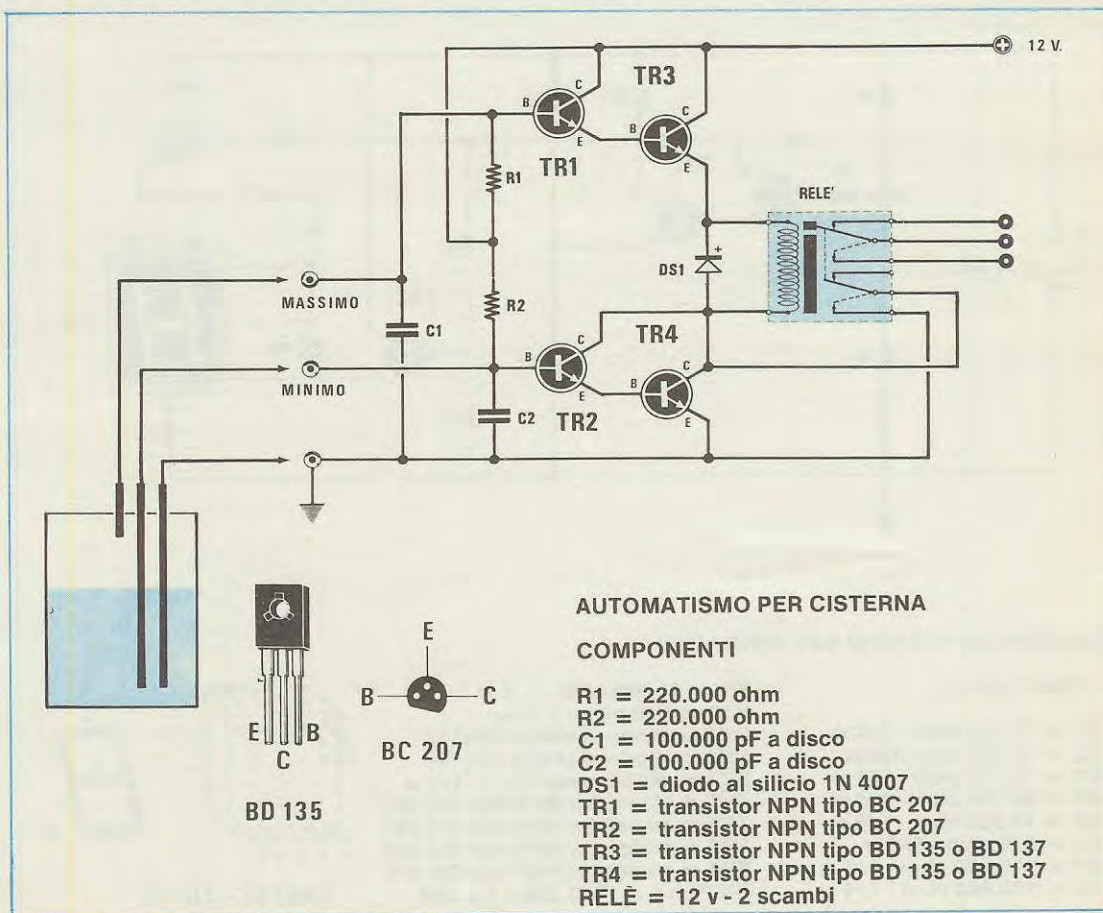 12 V.
TR3
C
B
E
TR1
C
B
E
R1
RELE'
+
DS1
MASSIMO
R2
C1
TR4
MINIMO
B
C
E
TR2
B
C
E
C2
E
B
C
BD 135
E
B
C
BC 207
AUTOMATISMO PER CISTERNA
COMPONENTI
R1 = 220.000 ohm
R2 = 220.000 ohm
C1 = 100.000 pF a disco
C2 = 100.000 pF a disco
DS1 = diodo al silicio 1N 4007
TR1 = transistor NPN tipo BC 207
TR2 = transistor NPN tipo BC 207
TR3 = transistor NPN tipo BD 135 o BD 137
TR4 = transistor NPN tipo BD 135 o BD 137
RELÈ = 12 v - 2 scambi